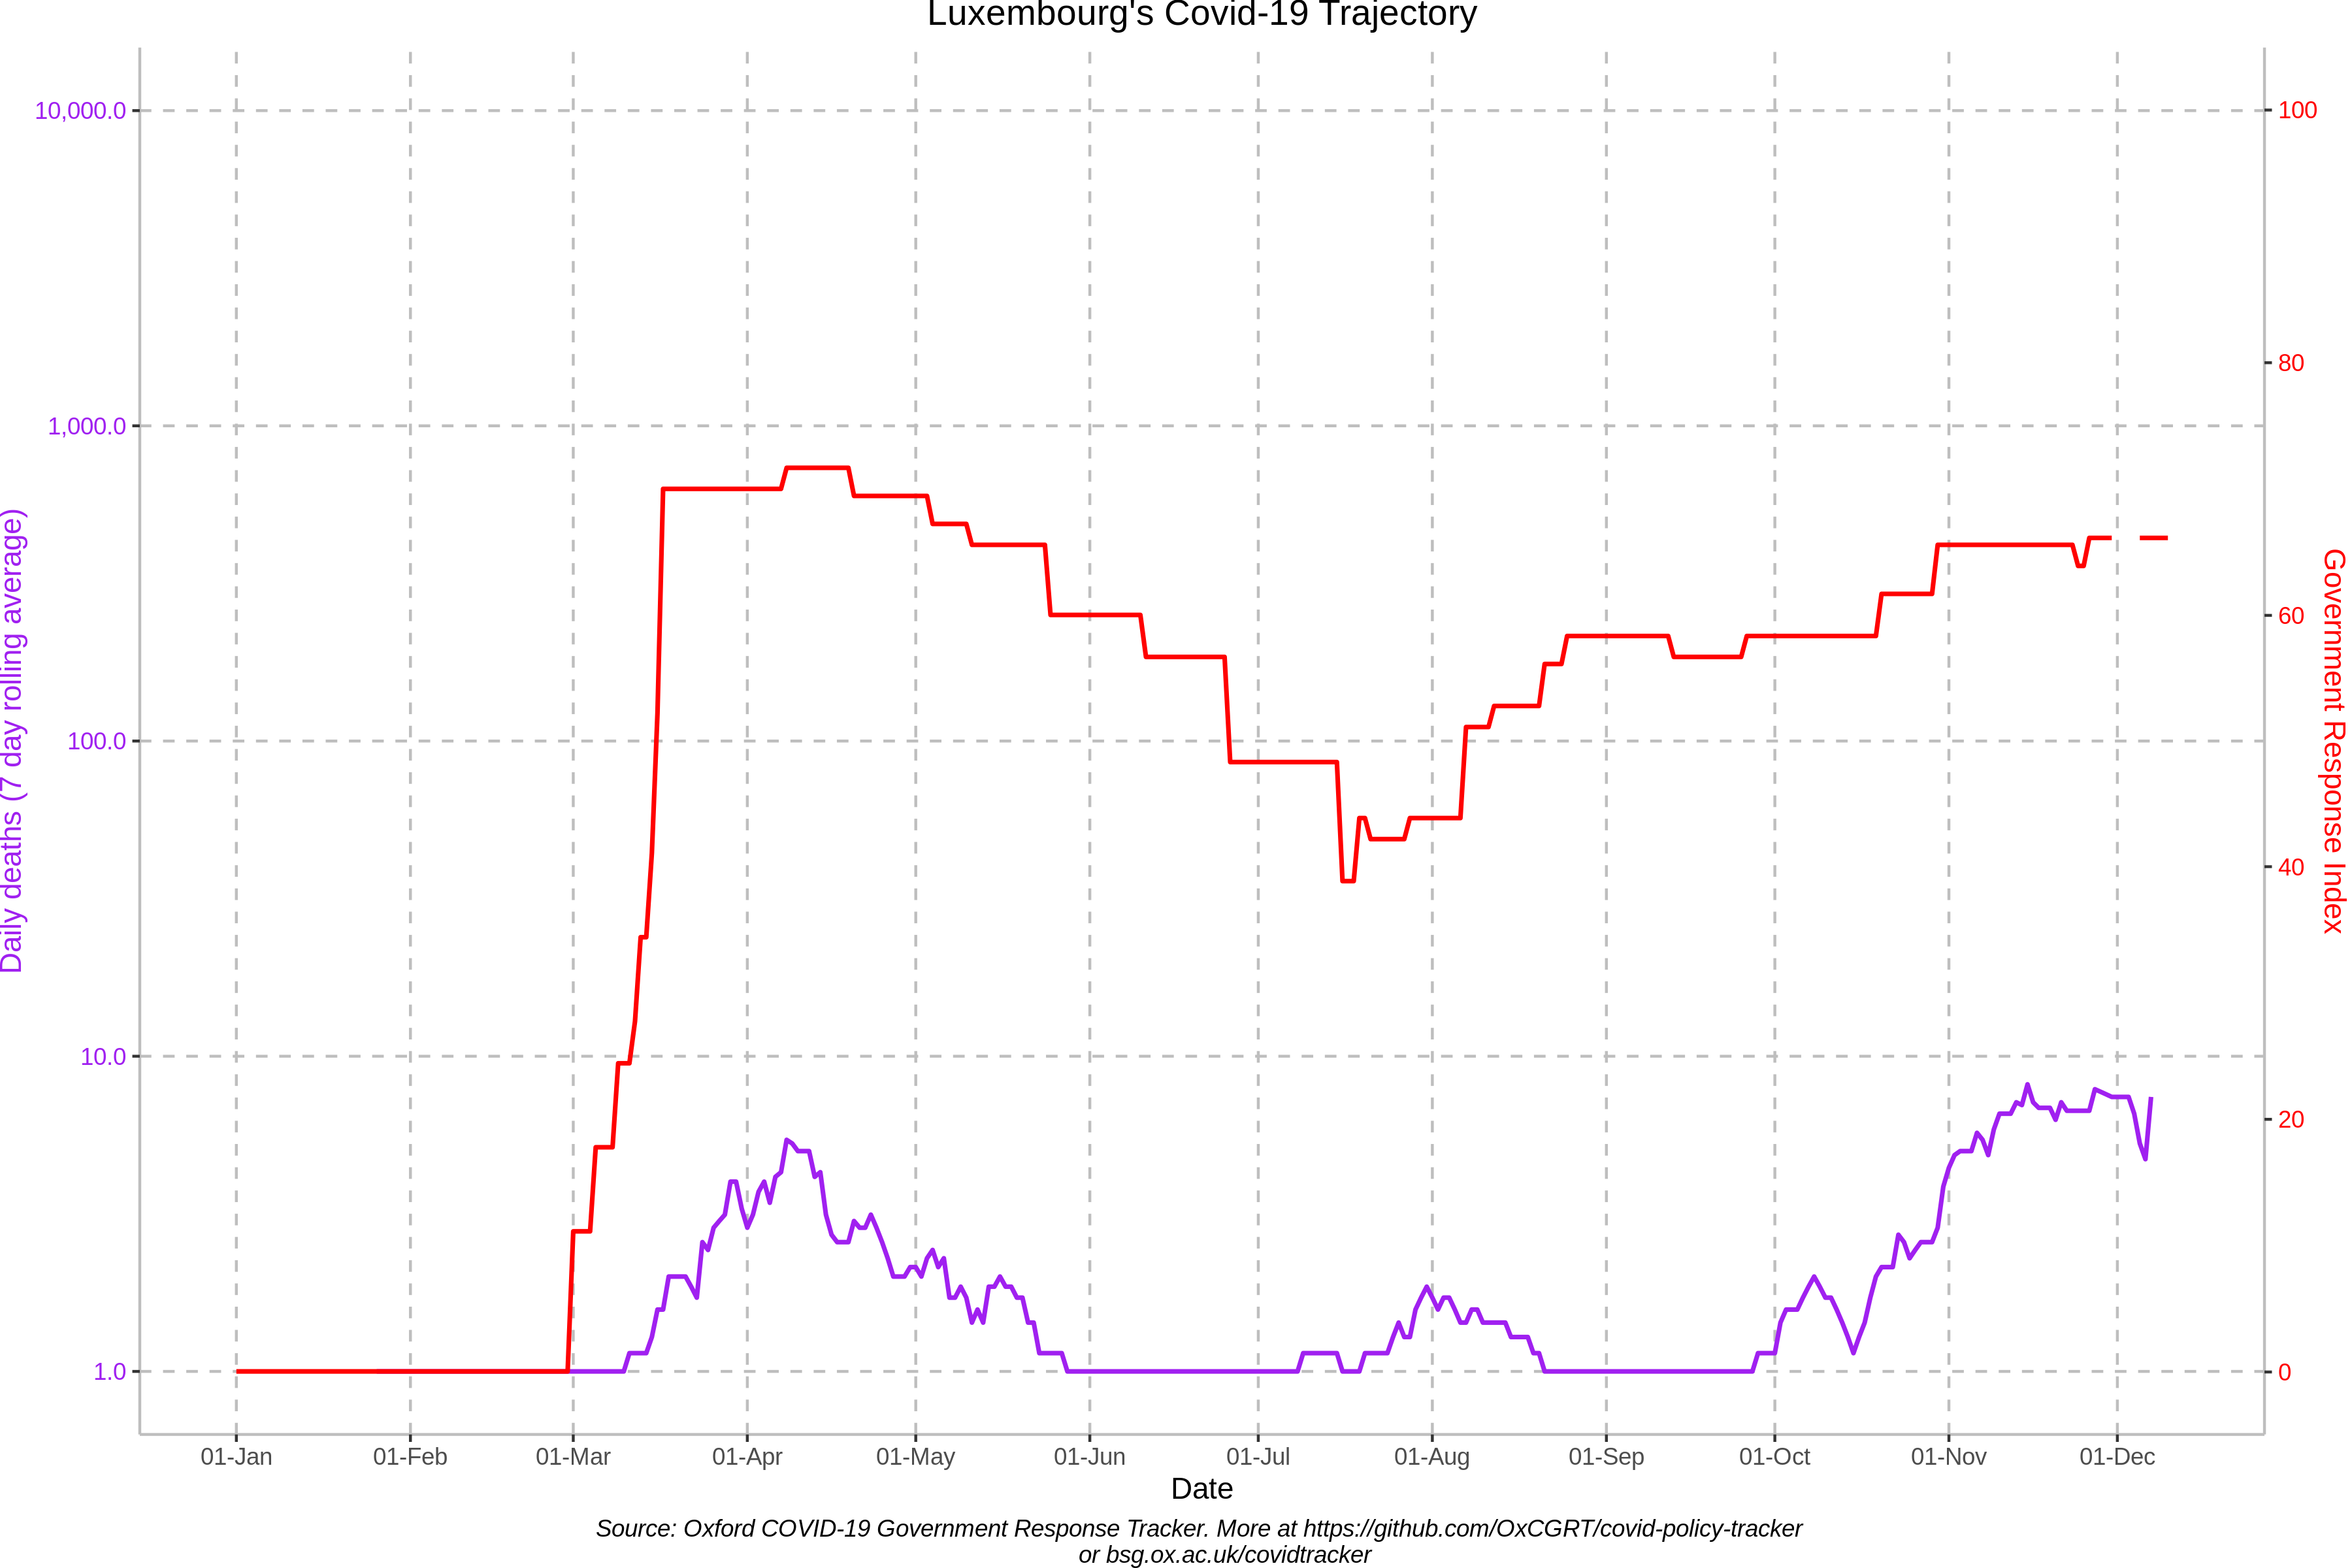 Luxembourg's Covid-19 Trajectory
Daily deaths (7 day rolling average)
10,000.0
1,000.0
100.0
10.0
1.0
100
80
60
40
20
0
Government Response Index
01-Jan
01-Feb
01-Mar
01-Apr
01-May
01-Jun
01-Jul
01-Aug
01-Sep
01-Oct
01-Nov
01-Dec
Date
Source: Oxford COVID-19 Government Response Tracker. More at https://github.com/OxCGRT/covid-policy-tracker
or bsg.ox.ac.uk/covidtracker